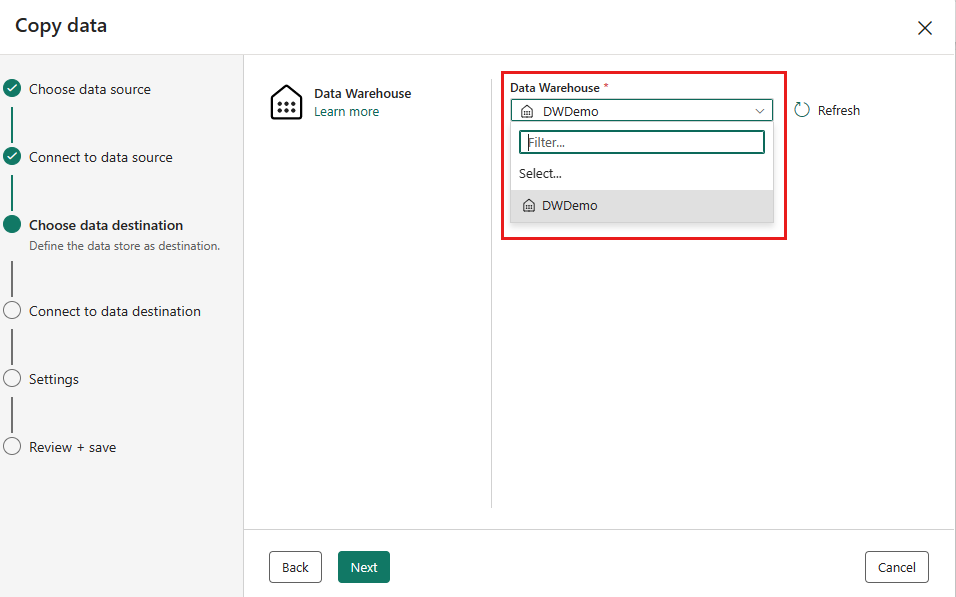 Copy data
Choose data source
Connect to data source
Choose data destination
Define the data store as destination.
Connect to data destination
Settings
Review + save
Data Warehouse
Learn more
Data Warehouse *
DWDemo
Refresh
Filter...
Select...
DWDemo
Back
Next
Cancel